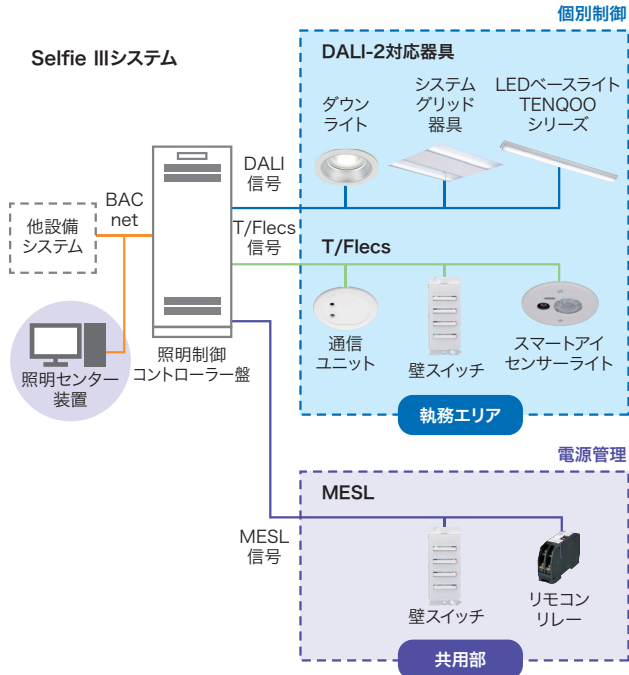 個別制御
Selfie IIIシステム
DALI-2対応器具
ダウン
ライト
システム
グリッド
器具
LEDベースライト
TENQOO
シリーズ
DALI
信号
BAC
net
他設備
システム
T/Flecs
信号
T/Flecs
通信
ユニット
壁スイッチ
スマートアイ
センサーライト
照明制御
コントローラー盤
照明センター
装置
執務エリア
電源管理
MESL
MESL
信号
壁スイッチ
リモコン
リレー
共用部